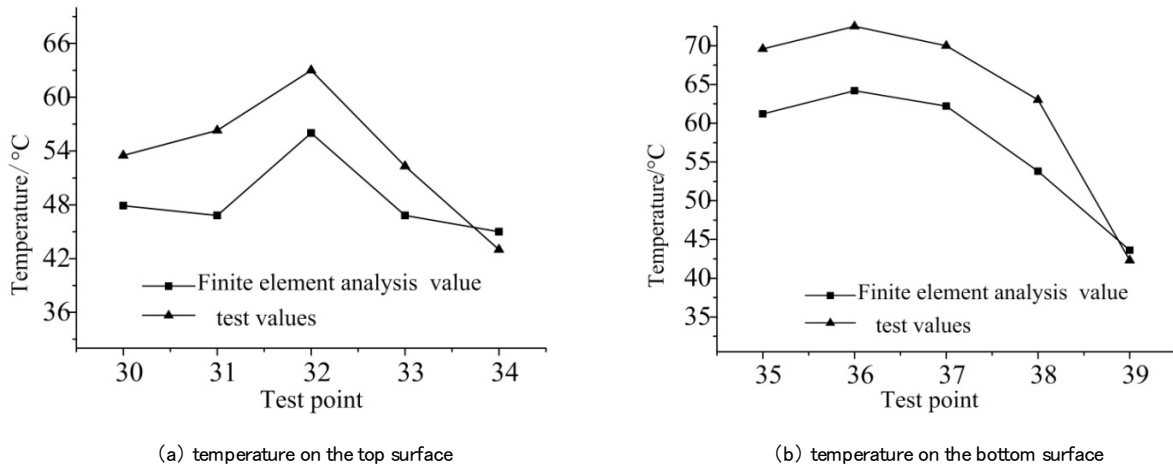 66
60
54
48
42
36
Temperature/ °C
Finite element analysis value
test values
30 31 32 33 34
Test point
(a) temperature on the top surface
70
65
60
55
50
45
40
35
Temperature/°C
Finite element analysis value
test values
35 36 37 38 39
Test point
(b) temperature on the bottom surface